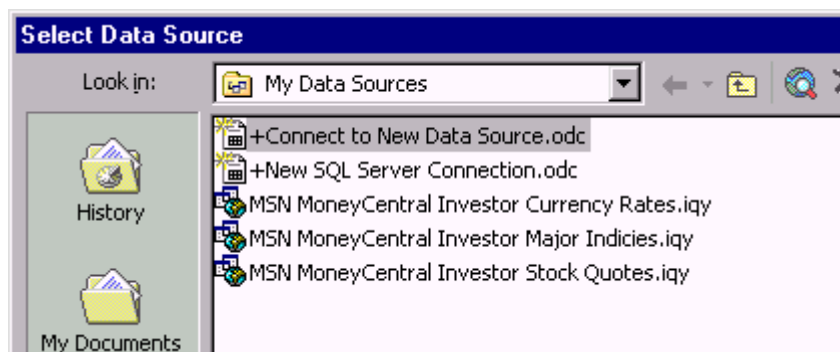 Select Data Source
Look in:
My Data Sources
+Connect to New Data Source.odc
+New SQL Server Connection.odc
MSN MoneyCentral Investor Currency Rates.iqy
MSN MoneyCentral Investor Major Indicies.iqy
MSN MoneyCentral Investor Stock Quotes.iqy
History
My Documents